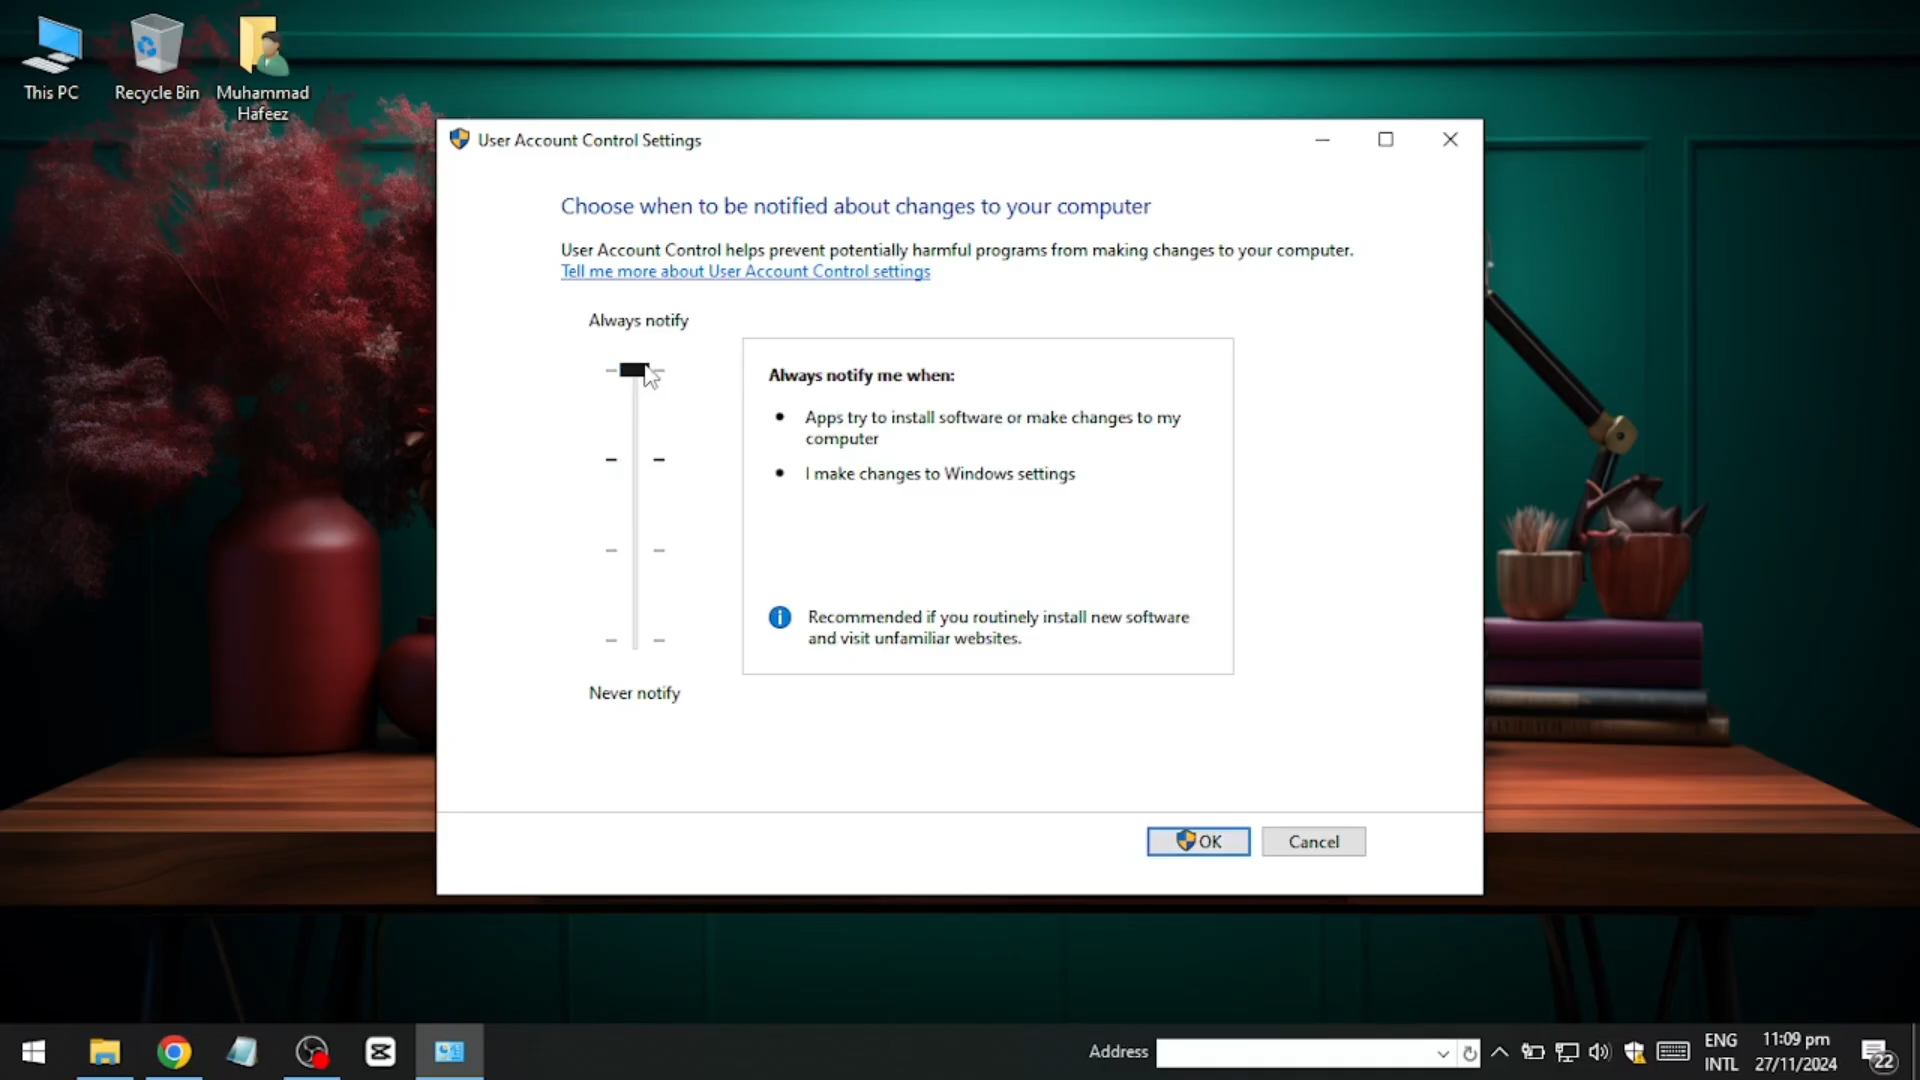 This PC
Recycle Bin
Muhammad
Hafeez
User Account Control Settings
Choose when to be notified about changes to your computer
User Account Control helps prevent potentially harmful programs from making changes to your computer.
Tell me more about User Account Control settings
Always notify
Always notify me when:
Apps try to install software or make changes to my
computer
I make changes to Windows settings
Recommended if you routinely install new software
and visit unfamiliar websites.
Never notify
OK
Cancel
Address
ENG
INTL
11:09 pm
27/11/2024
22